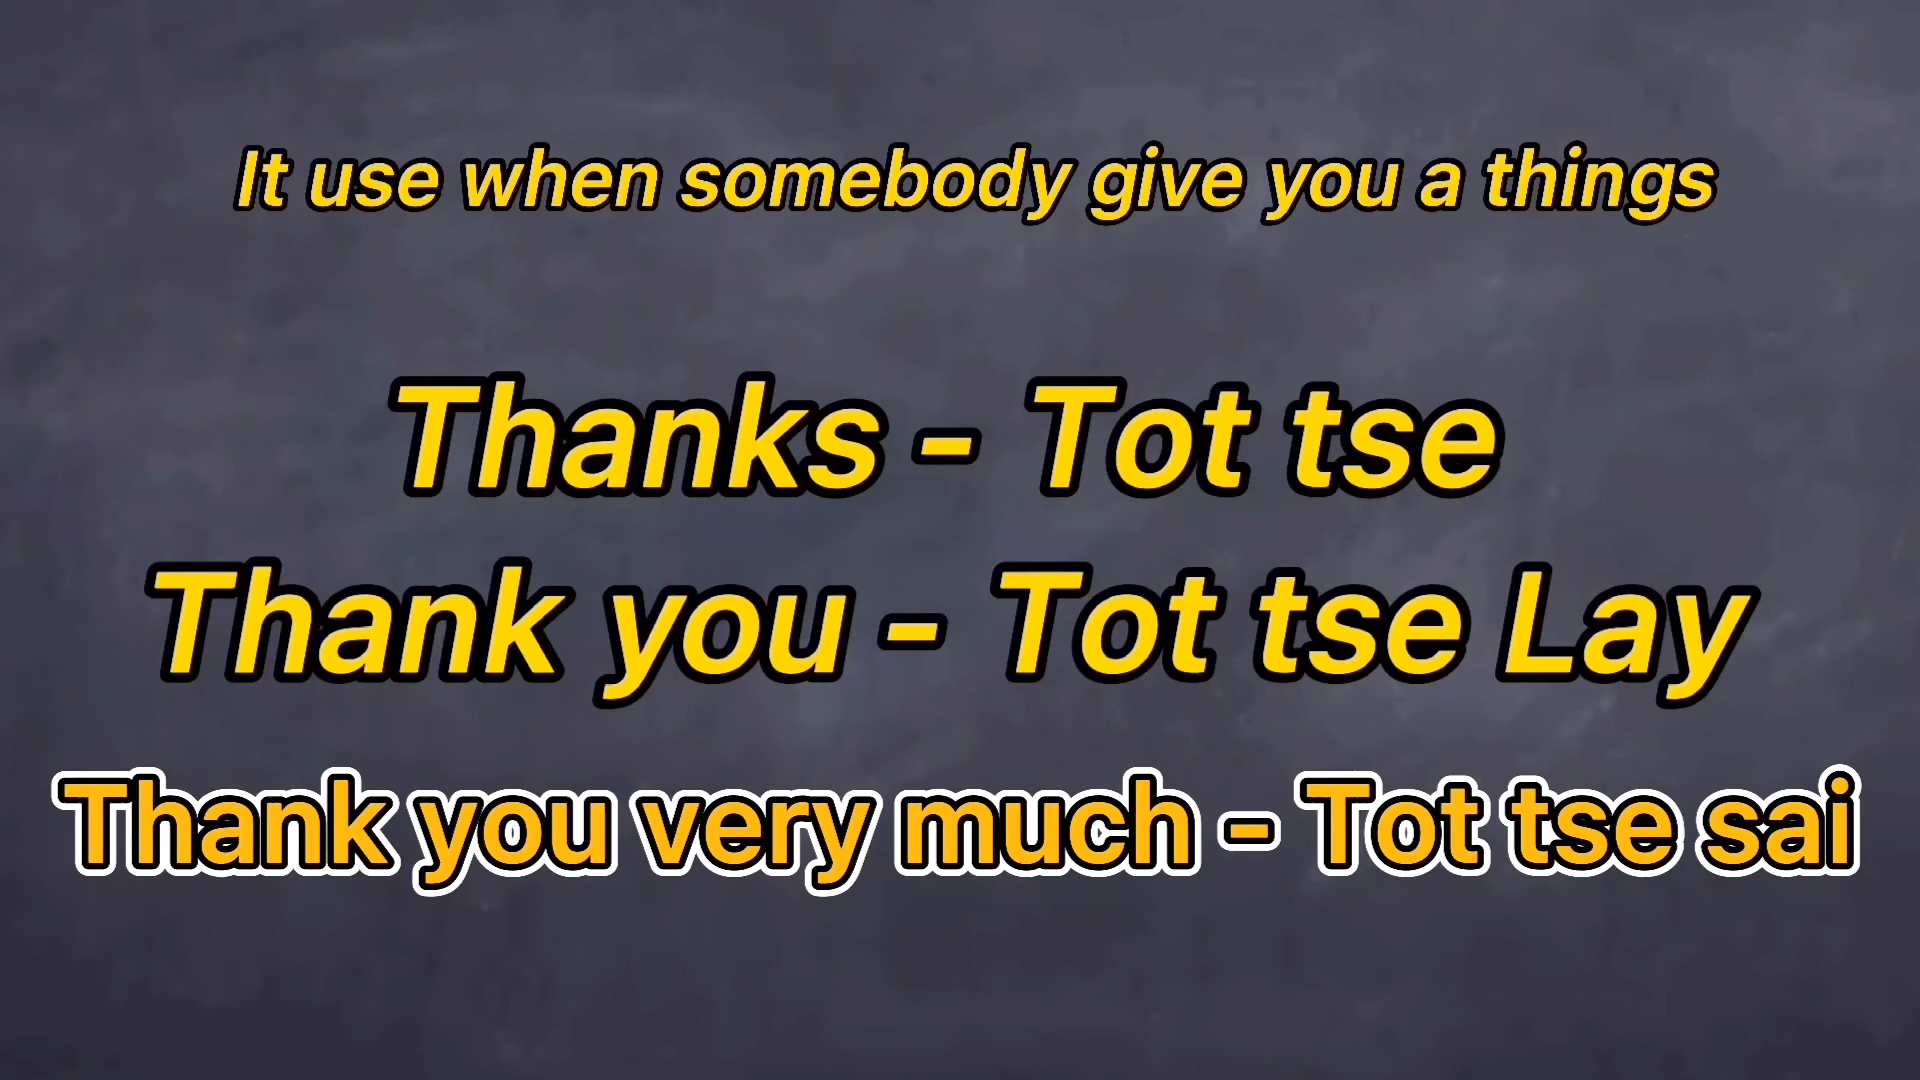 It use when somebody give you a things
Thanks - Tot tse
Thank you - Tot tse Lay
Thank you very much - Tot tse sai